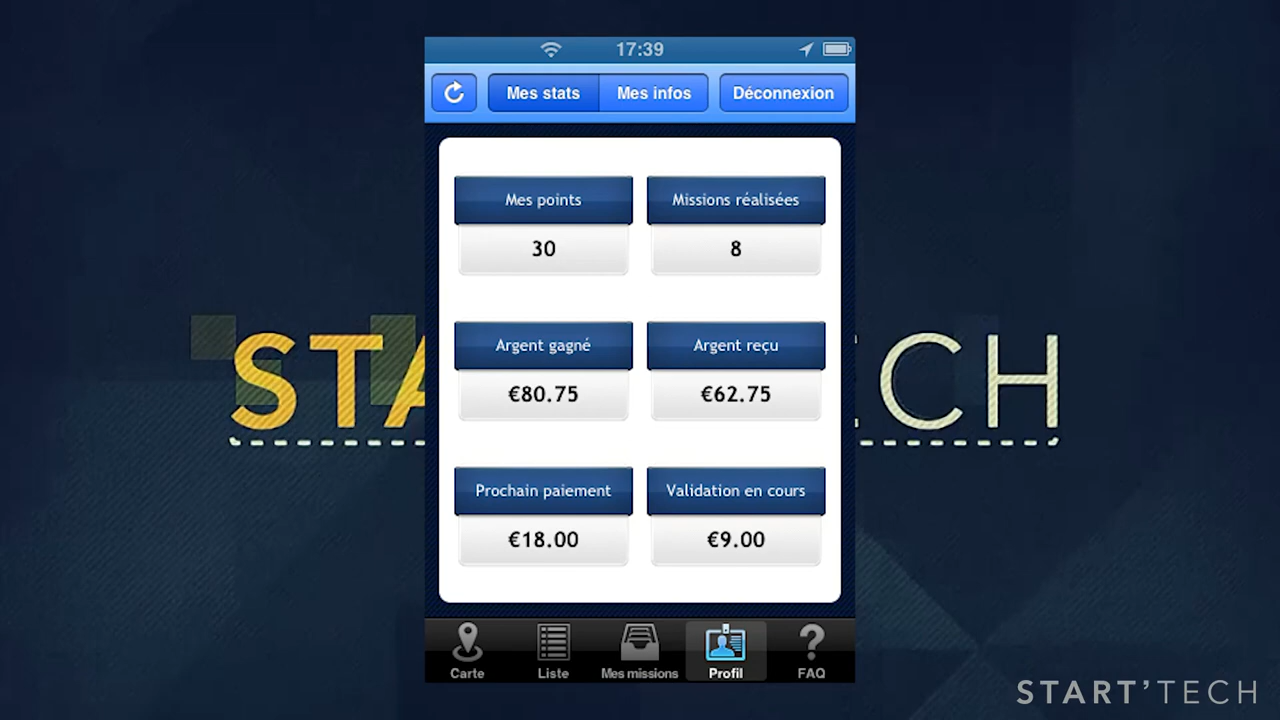 17:39
Mes stats Mes infos Déconnexion
Mes points Missions réalisées
30 8
Argent gagné Argent reçu
€80.75 €62.75
STA ECH
Prochain paiement Validation en cours
€18.00 €9.00
Carte Liste Mes missions Profil FAQ
START'TECH